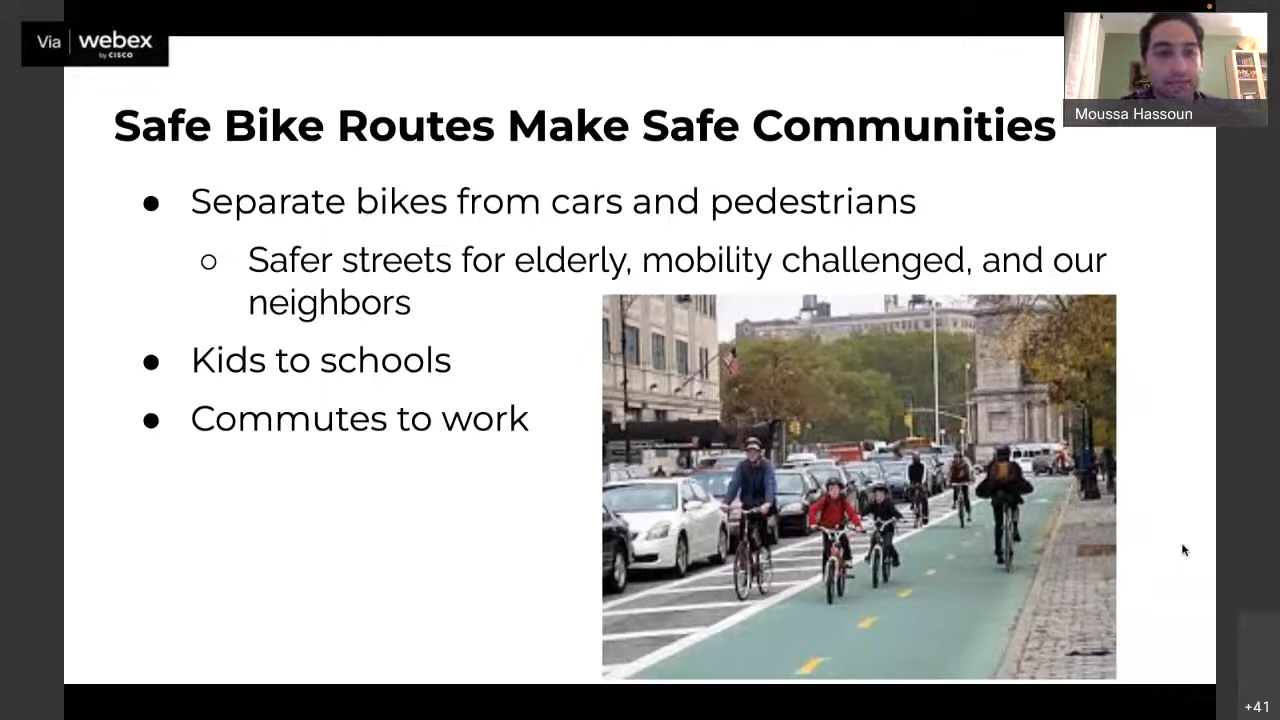 Via webex
by CISCO
Moussa Hassoun
Safe Bike Routes Make Safe Communities
● Separate bikes from cars and pedestrians
○ Safer streets for elderly, mobility challenged, and our
neighbors
● Kids to schools
● Commutes to work
+41